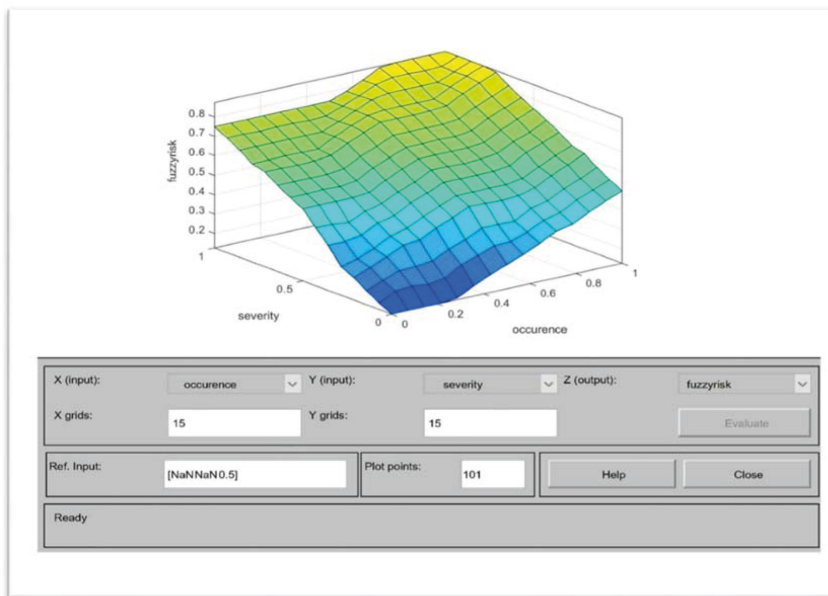 0.8
0.7
0.6
0.5
0.4
0.3
0.2
fuzzyrisk
1
0.5
0
severity
0
0.2
0.4
0.6
0.8
1
occurence
X (input): occurence Y (input): severity Z (output): fuzzyrisk
X grids: 15 Y grids: 15 Evaluate
Ref. Input: [NaNNaN0.5] Plot points: 101 Help Close
Ready